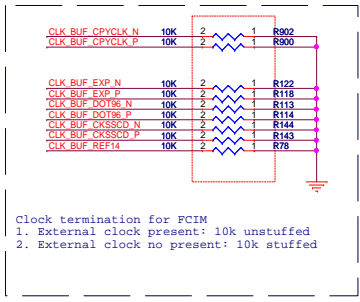 CLK_BUF_CPYCLK_N 10K 2 1 R902
CLK_BUF_CPYCLK_P 10K 2 1 R900
CLK_BUF_EXP_N 10K 2 1 R122
CLK_BUF_EXP_P 10K 2 1 R118
CLK_BUF_DOT96_N 10K 2 1 R113
CLK_BUF_DOT96_P 10K 2 1 R114
CLK_BUF_CKSSCD_N 10K 2 1 R144
CLK_BUF_CKSSCD_P 10K 2 1 R143
CLK_BUF_REF14 10K 2 1 R78
Clock termination for FCIM
1. External clock present: 10k unstuffed
2. External clock no present: 10k stuffed